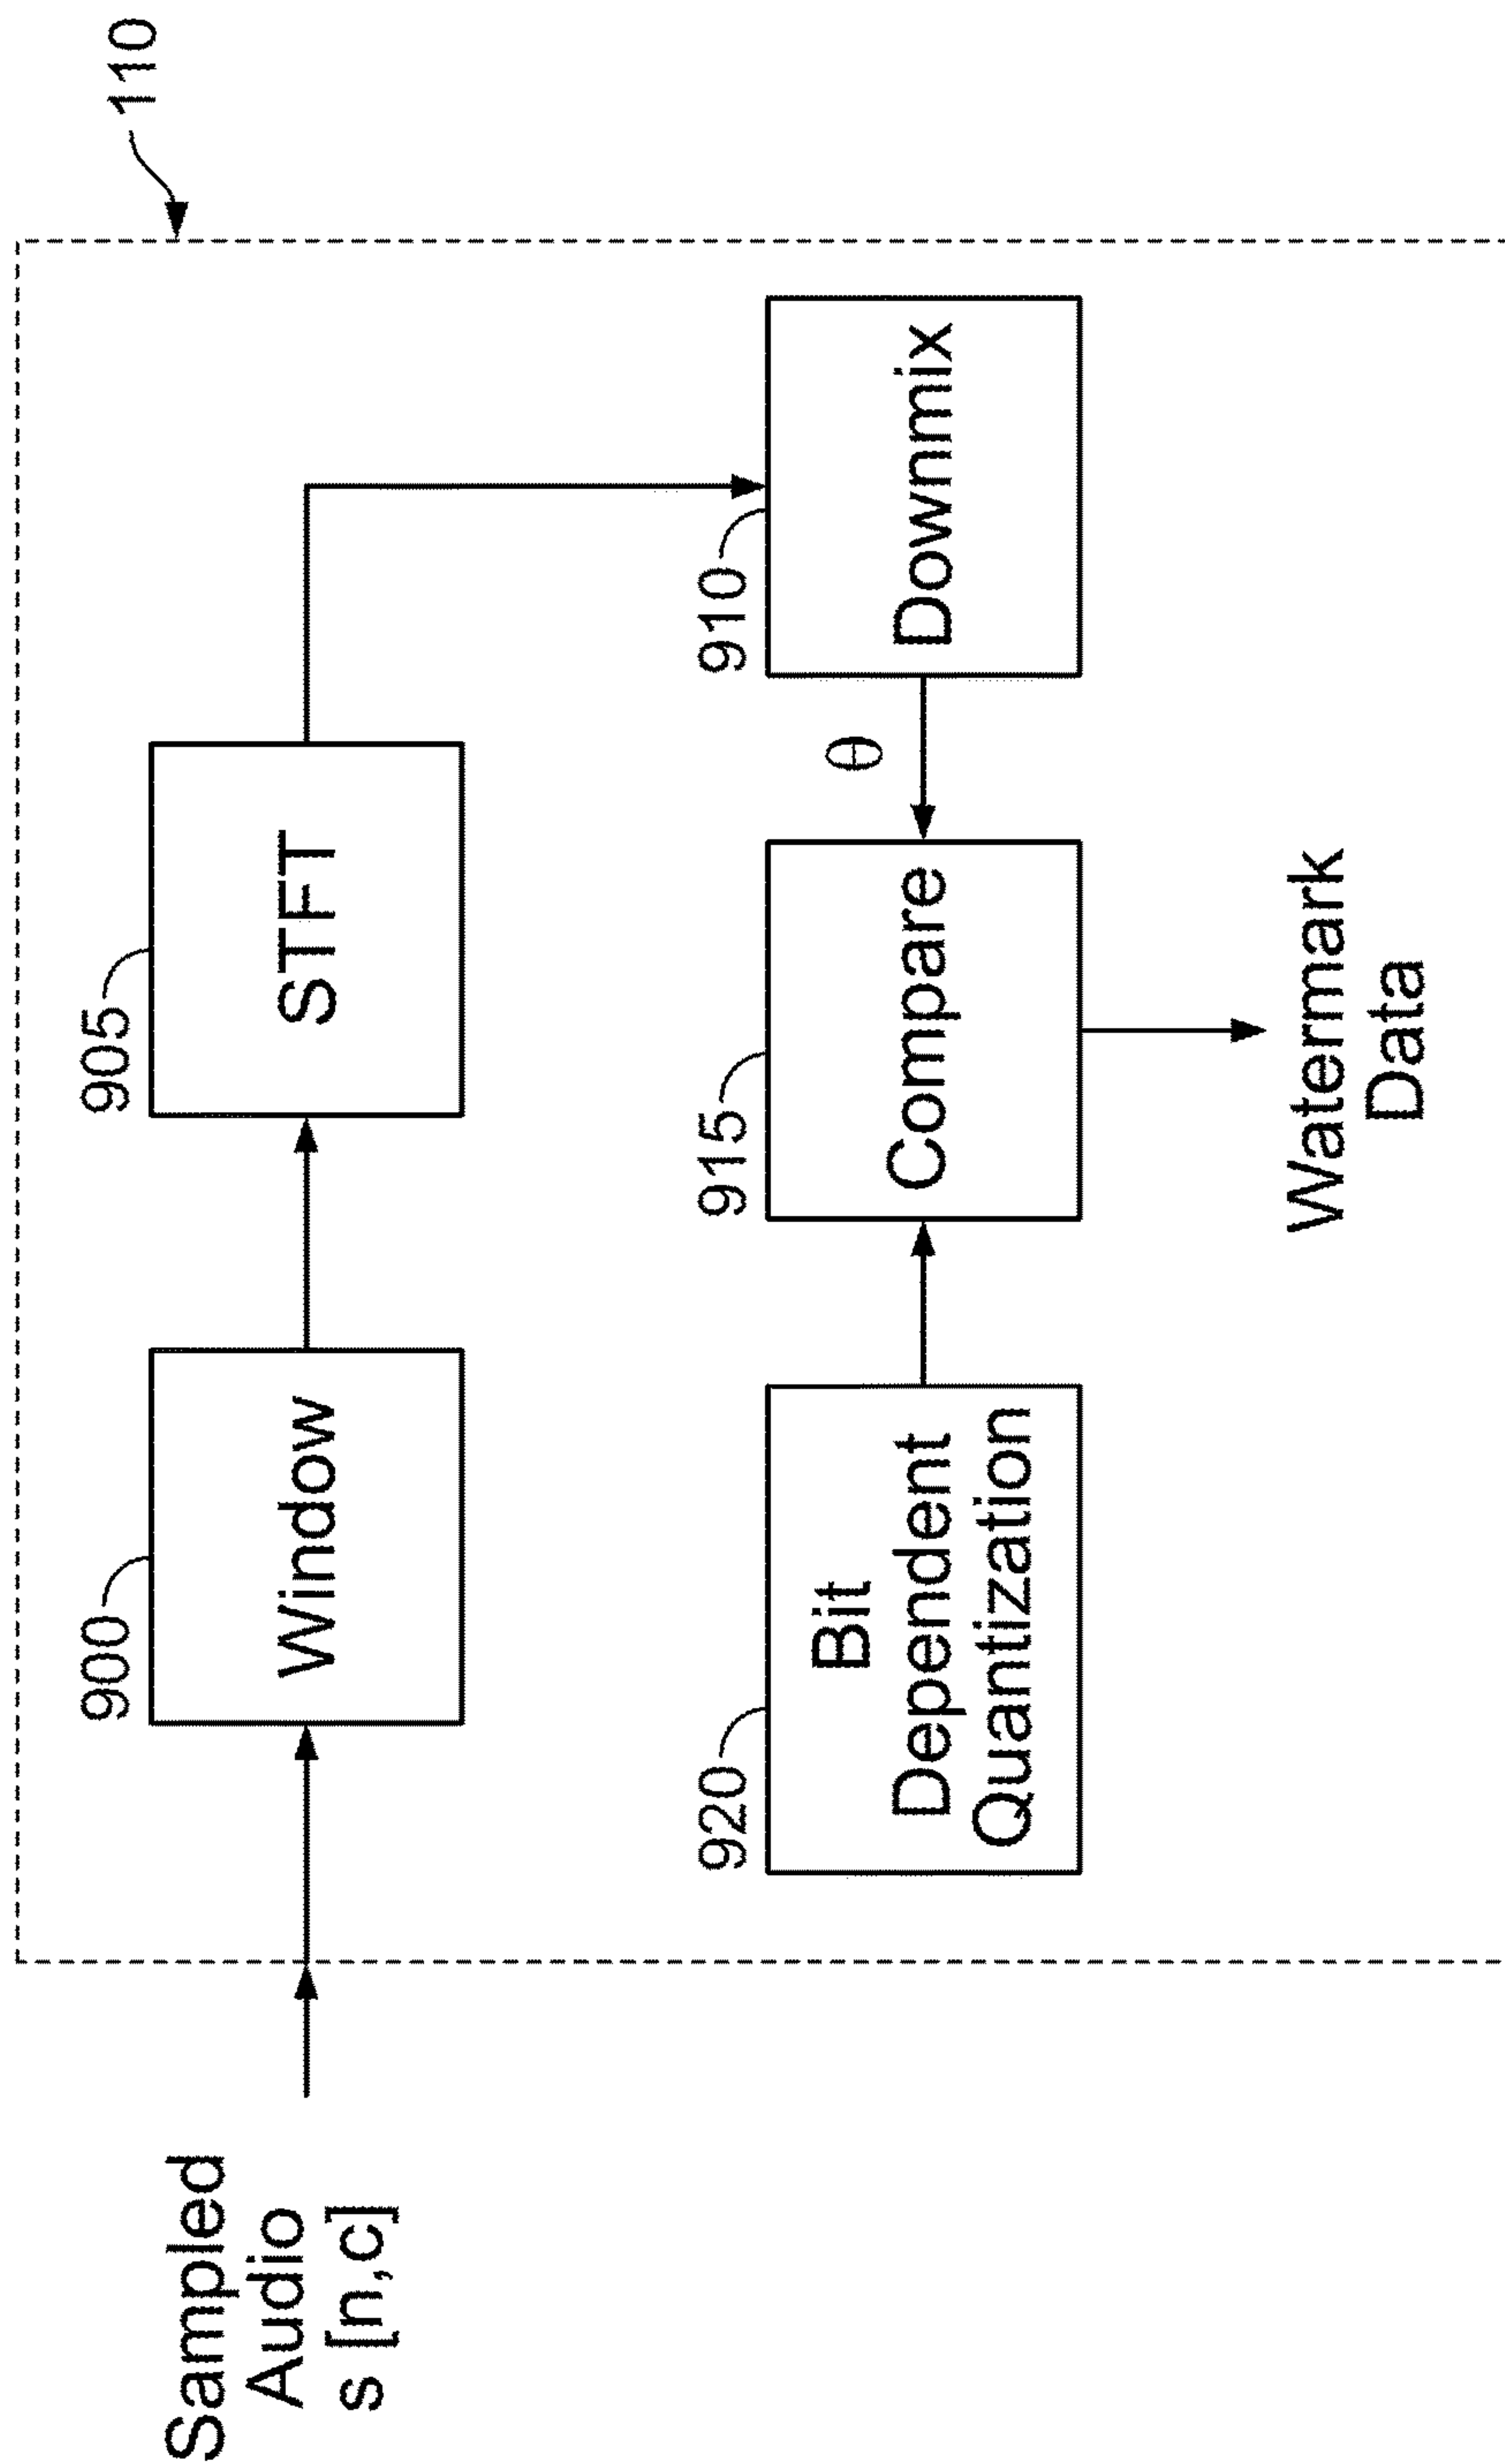 110
900
Window
905
STFT
Sampled
Audio
s [n,c]
920
Bit
Dependent
Quantization
915
Compare
θ
910
Downmix
Watermark
Data